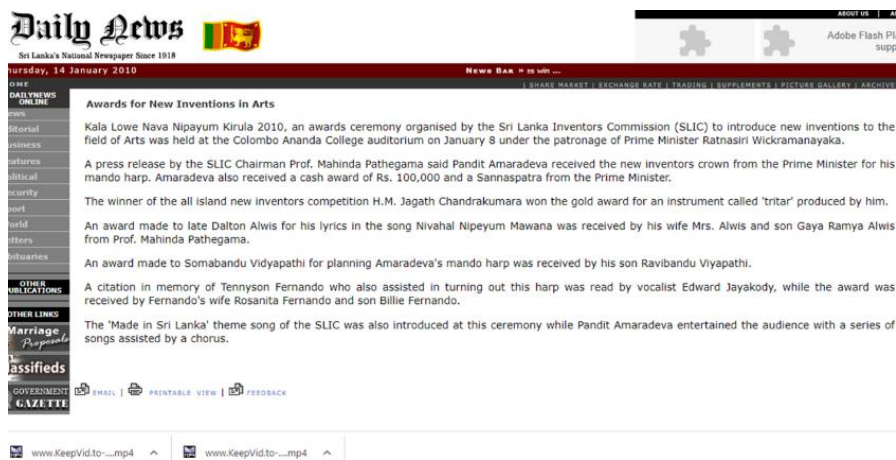 ABOUT US
Daily News
Sri Lanka's National Newspaper Since 1918
Adobe Flash
hursday, 14 January 2010
News Bar »
win ...
OME
| SHARE MARKET | EXCHANGE RATE | TRADING | SUPPLEMENTS | PICTURE GALLERY | ARCHIVE
DAILYNEWS
ONLINE
ews
ditorial
usiness
eatures
olitical
ecurity
port
orld
etters
bituaries
OTHER
UBLICATIONS
OTHER LINKS
Marriage
Proposals
lassifieds
GOVERNMENT
GAZETTE
Awards for New Inventions in Arts
Kala Lowe Nava Nipayum Kirula 2010, an awards ceremony organised by the Sri Lanka Inventors Commission (SLIC) to introduce new inventions to the
field of Arts was held at the Colombo Ananda College auditorium on January 8 under the patronage of Prime Minister Ratnasiri Wickramanayaka.
A press release by the SLIC Chairman Prof. Mahinda Pathegama said Pandit Amaradeva received the new inventors crown from the Prime Minister for his
mando harp. Amaradeva also received a cash award of Rs. 100,000 and a Sannaspatra from the Prime Minister.
The winner of the all island new inventors competition H.M. Jagath Chandrakumara won the gold award for an instrument called 'tritar' produced by him.
An award made to late Dalton Alwis for his lyrics in the song Nivahal Nipeyum Mawana was received by his wife Mrs. Alwis and son Gaya Ramya Alwis
from Prof. Mahinda Pathegama.
An award made to Somabandu Vidyapathi for planning Amaradeva's mando harp was received by his son Ravibandu Viyapathi.
A citation in memory of Tennyson Fernando who also assisted in turning out this harp was read by vocalist Edward Jayakody, while the award was
received by Fernando's wife Rosanita Fernando and son Billie Fernando.
The 'Made in Sri Lanka' theme song of the SLIC was also introduced at this ceremony while Pandit Amaradeva entertained the audience with a series of
songs assisted by a chorus.
EMAIL | PRINTABLE VIEW | FEEDBACK
www.KeepVid.to-....mp4
www.KeepVid.to-....mp4